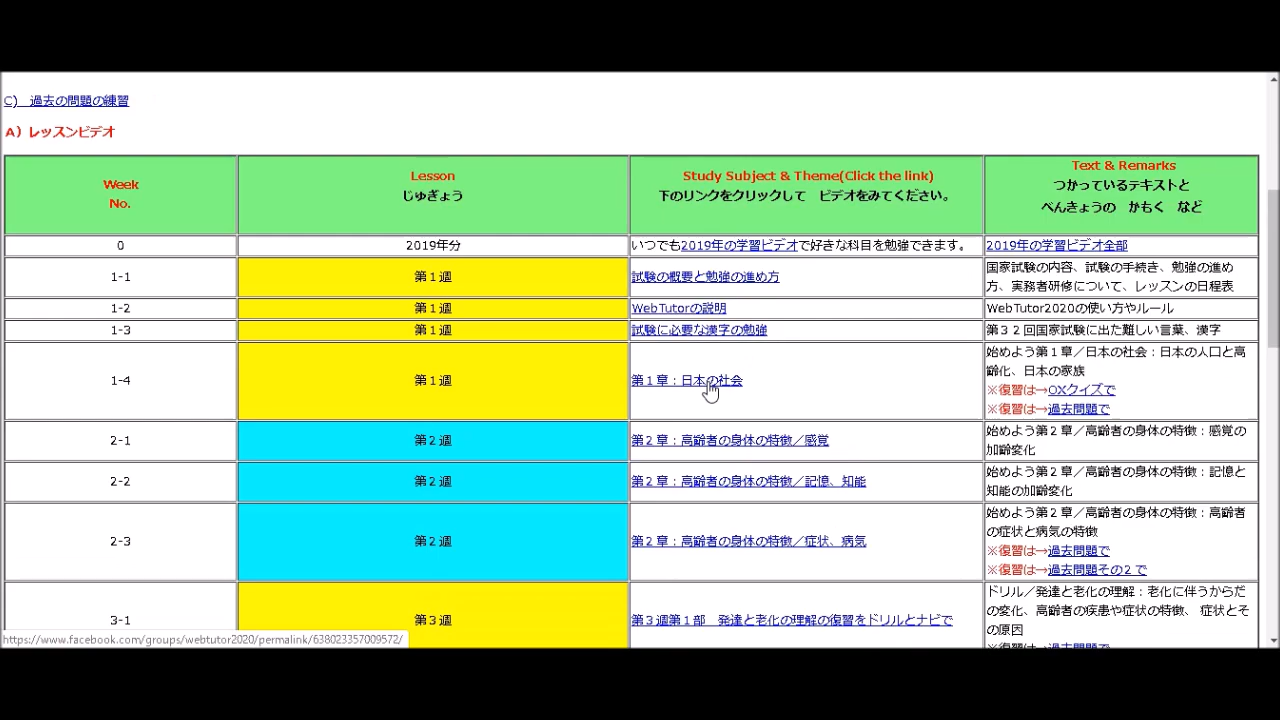 C)　過去の問題の練習
A）レッスンビデオ
Week
No.
Lesson
じゅぎょう
Study Subject & Theme(Click the link)
下のリンクをクリックして　ビデオをみてください。
Text & Remarks
つかっているテキストと
べんきょうの　かもく　など
0
2019年分
いつでも2019年の学習ビデオで好きな科目を勉強できます。
2019年の学習ビデオ全部
1-1
第１週
試験の概要と勉強の進め方
国家試験の内容、試験の手続き、勉強の進め
方、実務者研修について、レッスンの日程表
1-2
第１週
WebTutorの説明
WebTutor2020の使い方やルール
1-3
第１週
試験に必要な漢字の勉強
第３２回国家試験に出た難しい言葉、漢字
1-4
第１週
第１章：日本の社会
始めよう第１章／日本の社会：日本の人口と高
齢化、日本の家族
※復習は→OXクイズで
※復習は→過去問題で
2-1
第２週
第２章：高齢者の身体の特徴／感覚
始めよう第２章／高齢者の身体の特徴：感覚の
加齢変化
2-2
第２週
第２章：高齢者の身体の特徴／記憶、知能
始めよう第２章／高齢者の身体の特徴：記憶と
知能の加齢変化
2-3
第２週
第２章：高齢者の身体の特徴／症状、病気
始めよう第２章／高齢者の身体の特徴：高齢者
の症状と病気の特徴
※復習は→過去問題で
※復習は→過去問題その２で
3-1
第３週
第３週第１部　発達と老化の理解の復習をドリルとナビで
ドリル／発達と老化の理解：老化に伴うからだ
の変化、高齢者の疾患や症状の特徴、 症状とそ
の原因
※復習は→過去問題で
https://www.facebook.com/groups/webtutor2020/permalink/638023357009572/